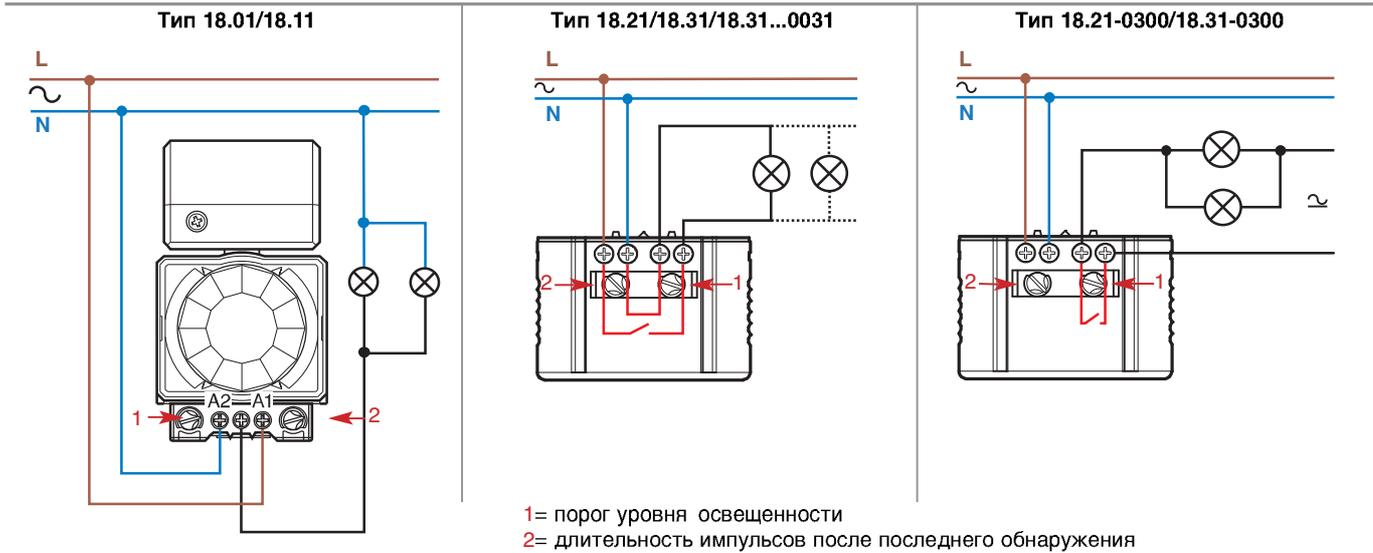 Тип 18.01/18.11
L
N
A2 A1
1
2
Тип 18.21/18.31/18.31...0031
L
N
2
1
Тип 18.21-0300/18.31-0300
L
N
2
1
1= порог уровня освещенности
2= длительность импульсов после последнего обнаружения